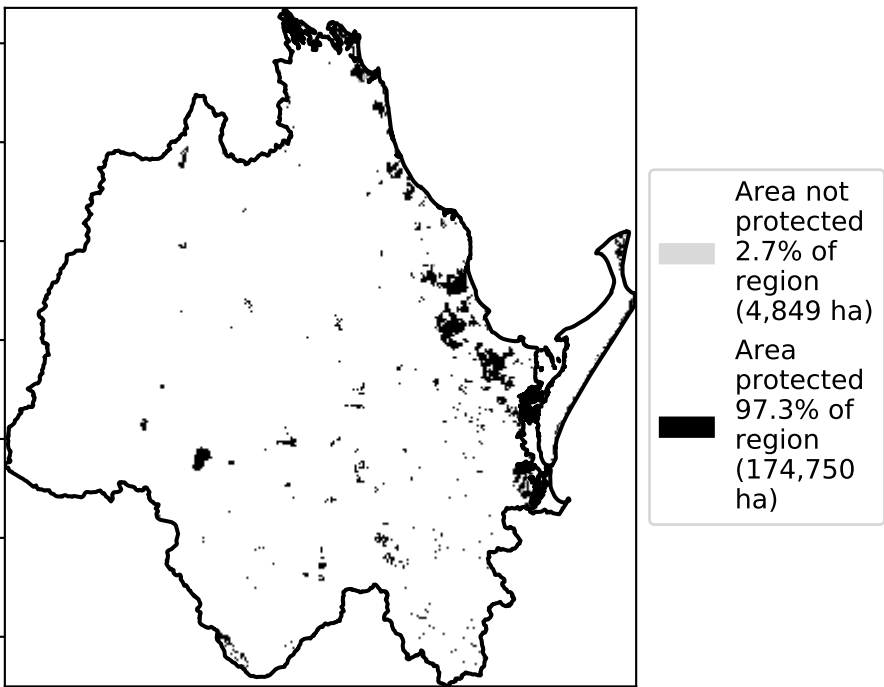 Area not
protected
2.7% of
region
(4,849 ha)
Area
protected
97.3% of
region
(174,750
ha)